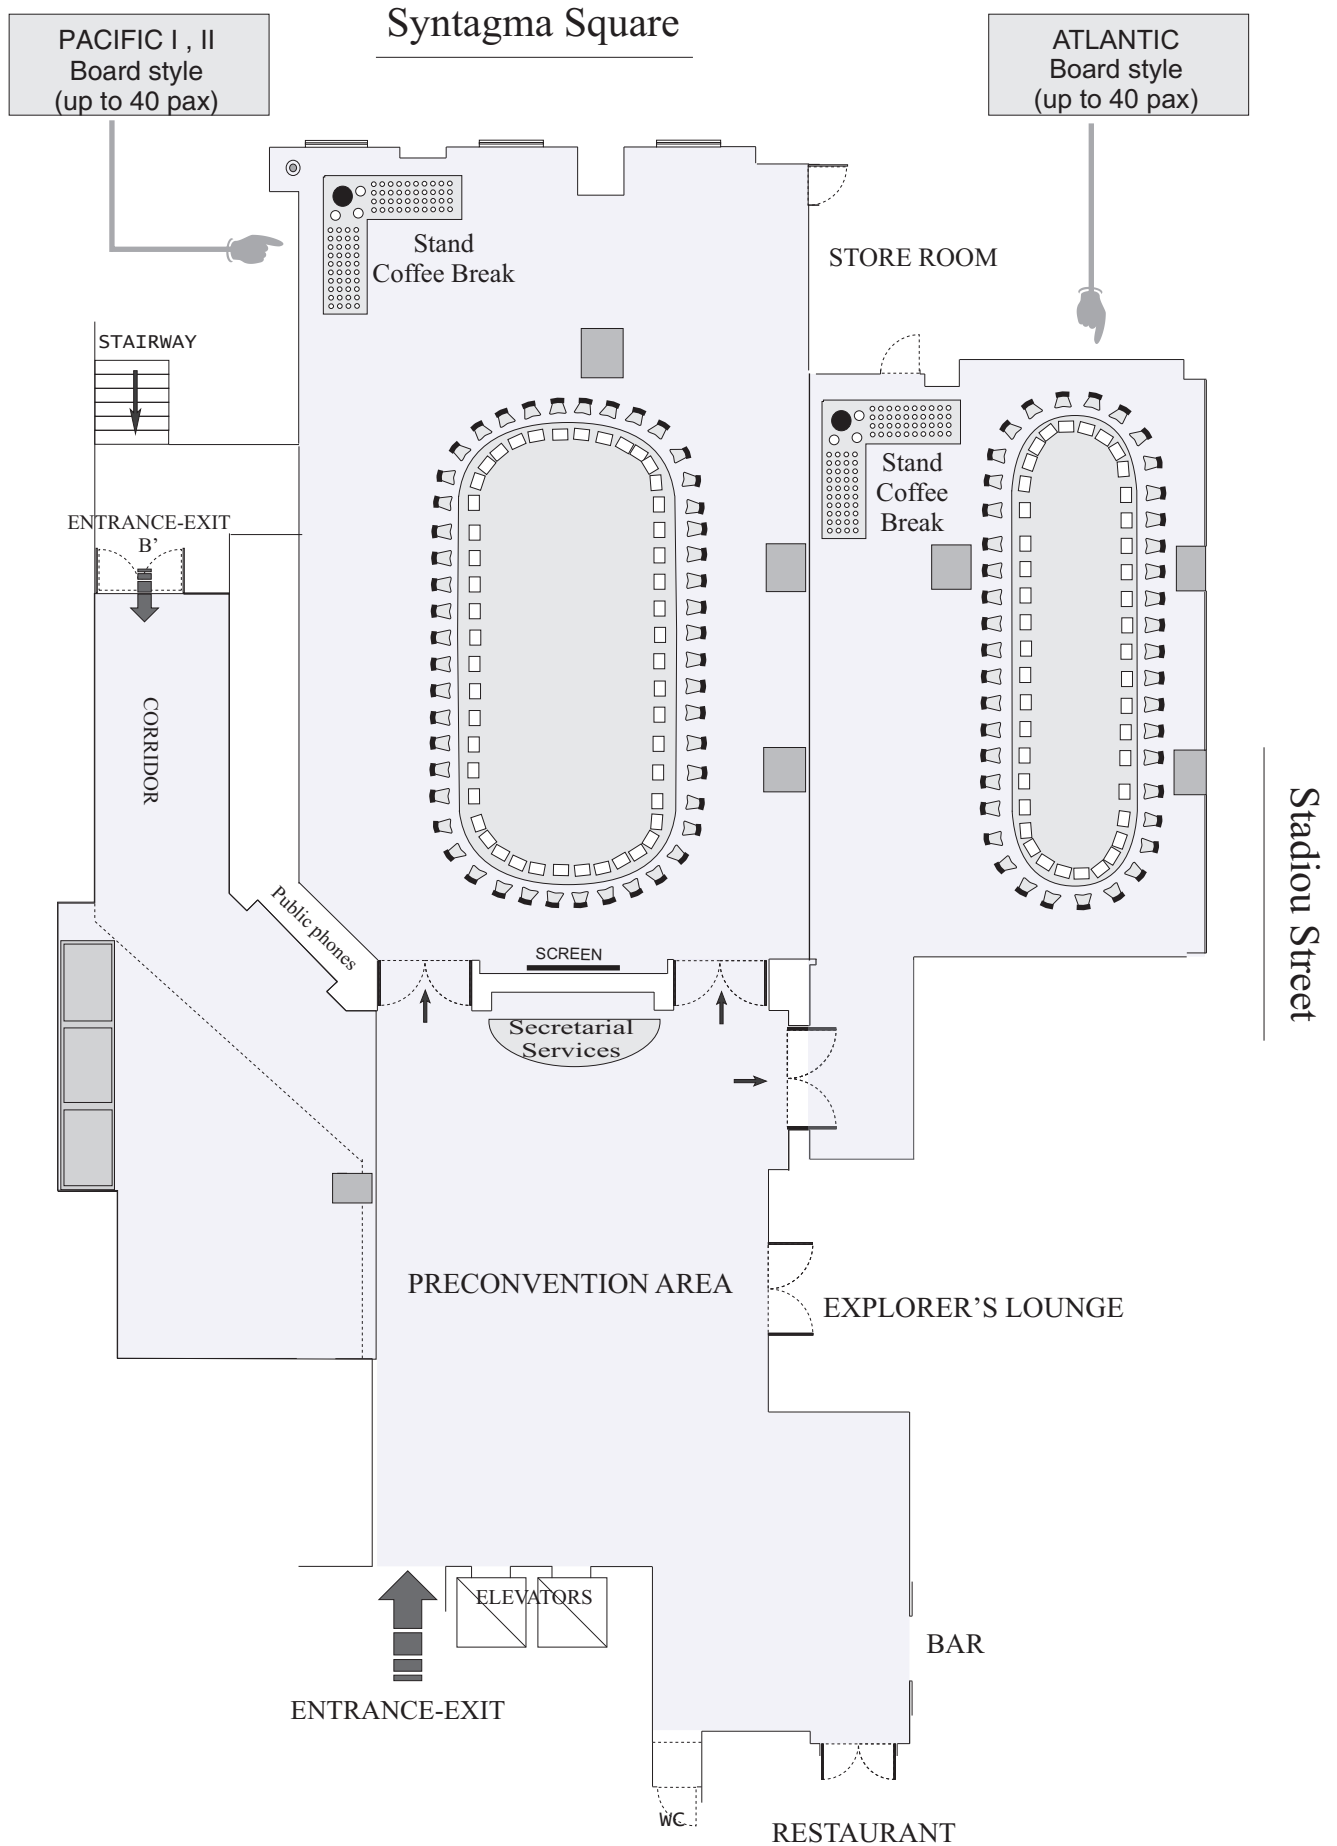 Syntagma Square
PACIFIC I , II
Board style
(up to 40 pax)
ATLANTIC
Board style
(up to 40 pax)
Stand
Coffee Break
STORE ROOM
STAIRWAY
Stand
Coffee
Break
ENTRANCE-EXIT
B’
CORRIDOR
Public phones
SCREEN
Secretarial
Services
Stadiou Street
PRECONVENTION AREA
EXPLORER’S LOUNGE
ELEVATORS
BAR
ENTRANCE-EXIT
WC
RESTAURANT